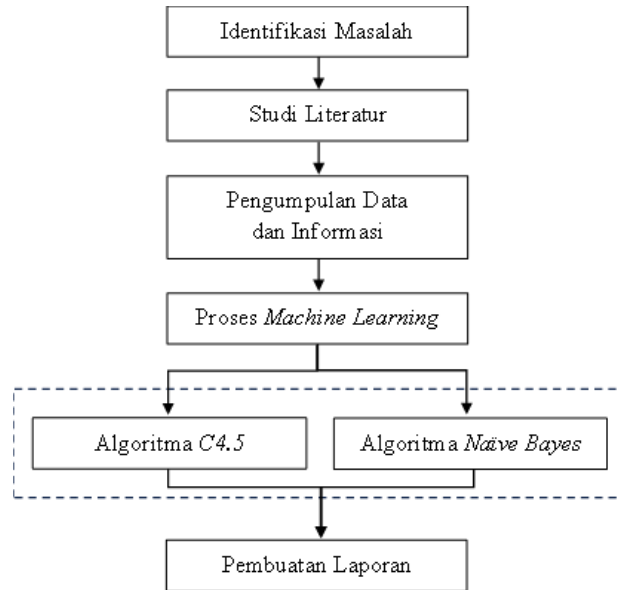 Identifikasi Masalah
Studi Literatur
Pengumpulan Data
dan Informasi
Proses Machine Learning
Algoritma C4.5
Algoritma Naïve Bayes
Pembuatan Laporan